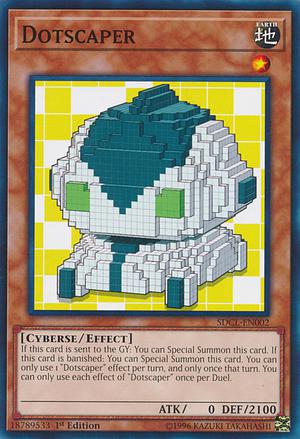 DOTSCAPER
EARTH
地
SDCL-EN002
[CYBERSE/EFFECT]
If this card is sent to the GY: You can Special Summon this card. If
this card is banished: You can Special Summon this card. You can
only use 1 "Dotscaper" effect per turn, and only once that turn. You
can only use each effect of "Dotscaper" once per Duel.
ATK/ 0 DEF/2100
18789533 1st Edition ©1996 KAZUKI TAKAHASHI